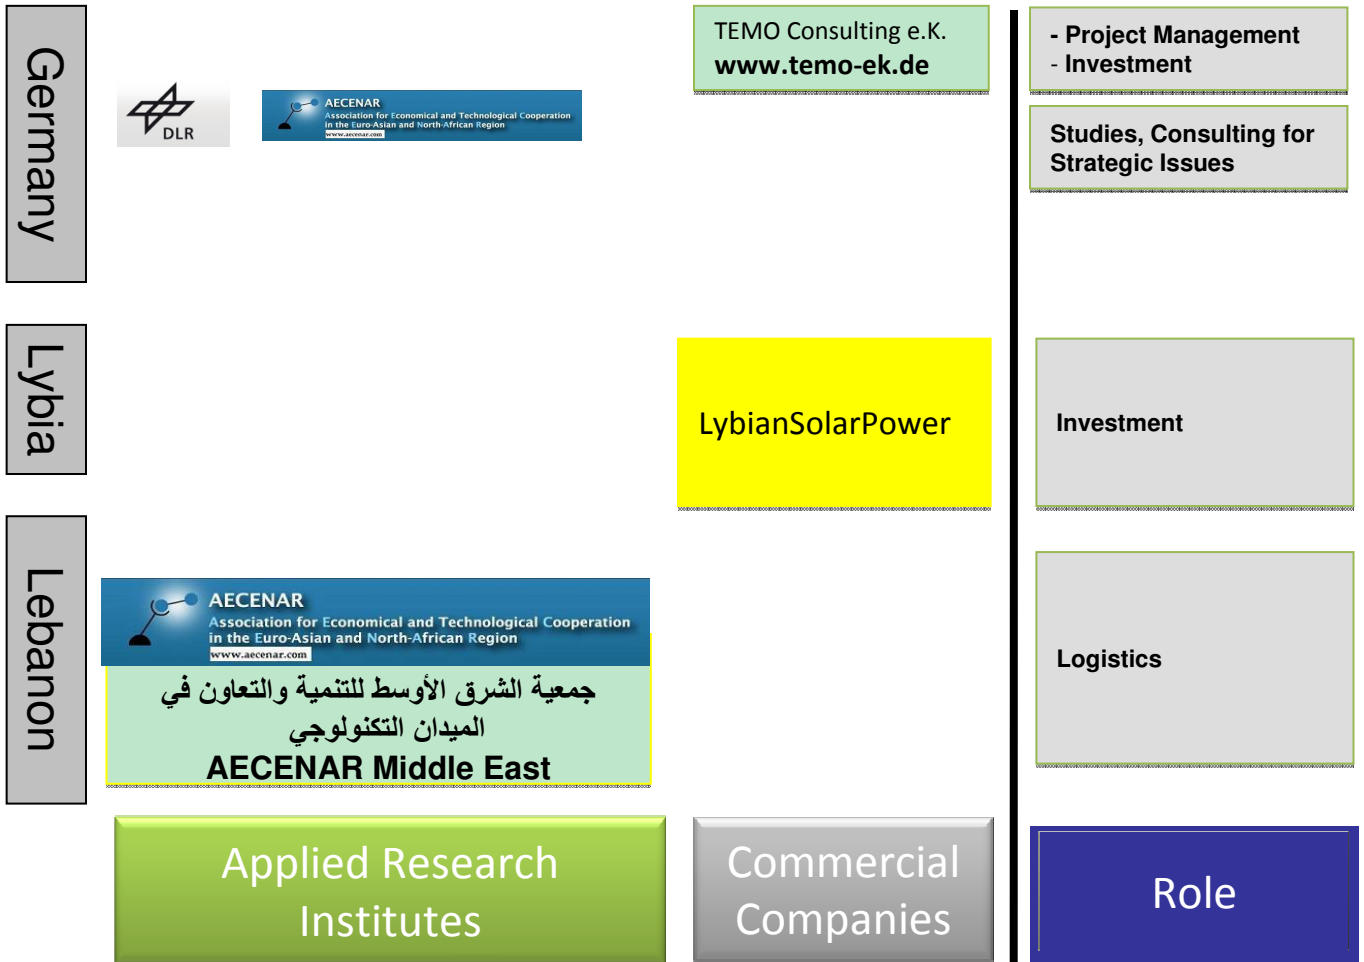 Germany
DLR
AECENAR
Association for Economical and Technological Cooperation
in the Euro-Asian and North-African Region
www.aecenar.com
TEMO Consulting e.K.
www.temo-ek.de
- Project Management
- Investment
Studies, Consulting for
Strategic Issues
Lybia
LybianSolarPower
Investment
Lebanon
AECENAR
Association for Economical and Technological Cooperation
in the Euro-Asian and North-African Region
www.aecenar.com
جمعية الشرق الأوسط للتنمية والتعاون في
الميدان التكنولوجي
AECENAR Middle East
Logistics
Applied Research
Institutes
Commercial
Companies
Role